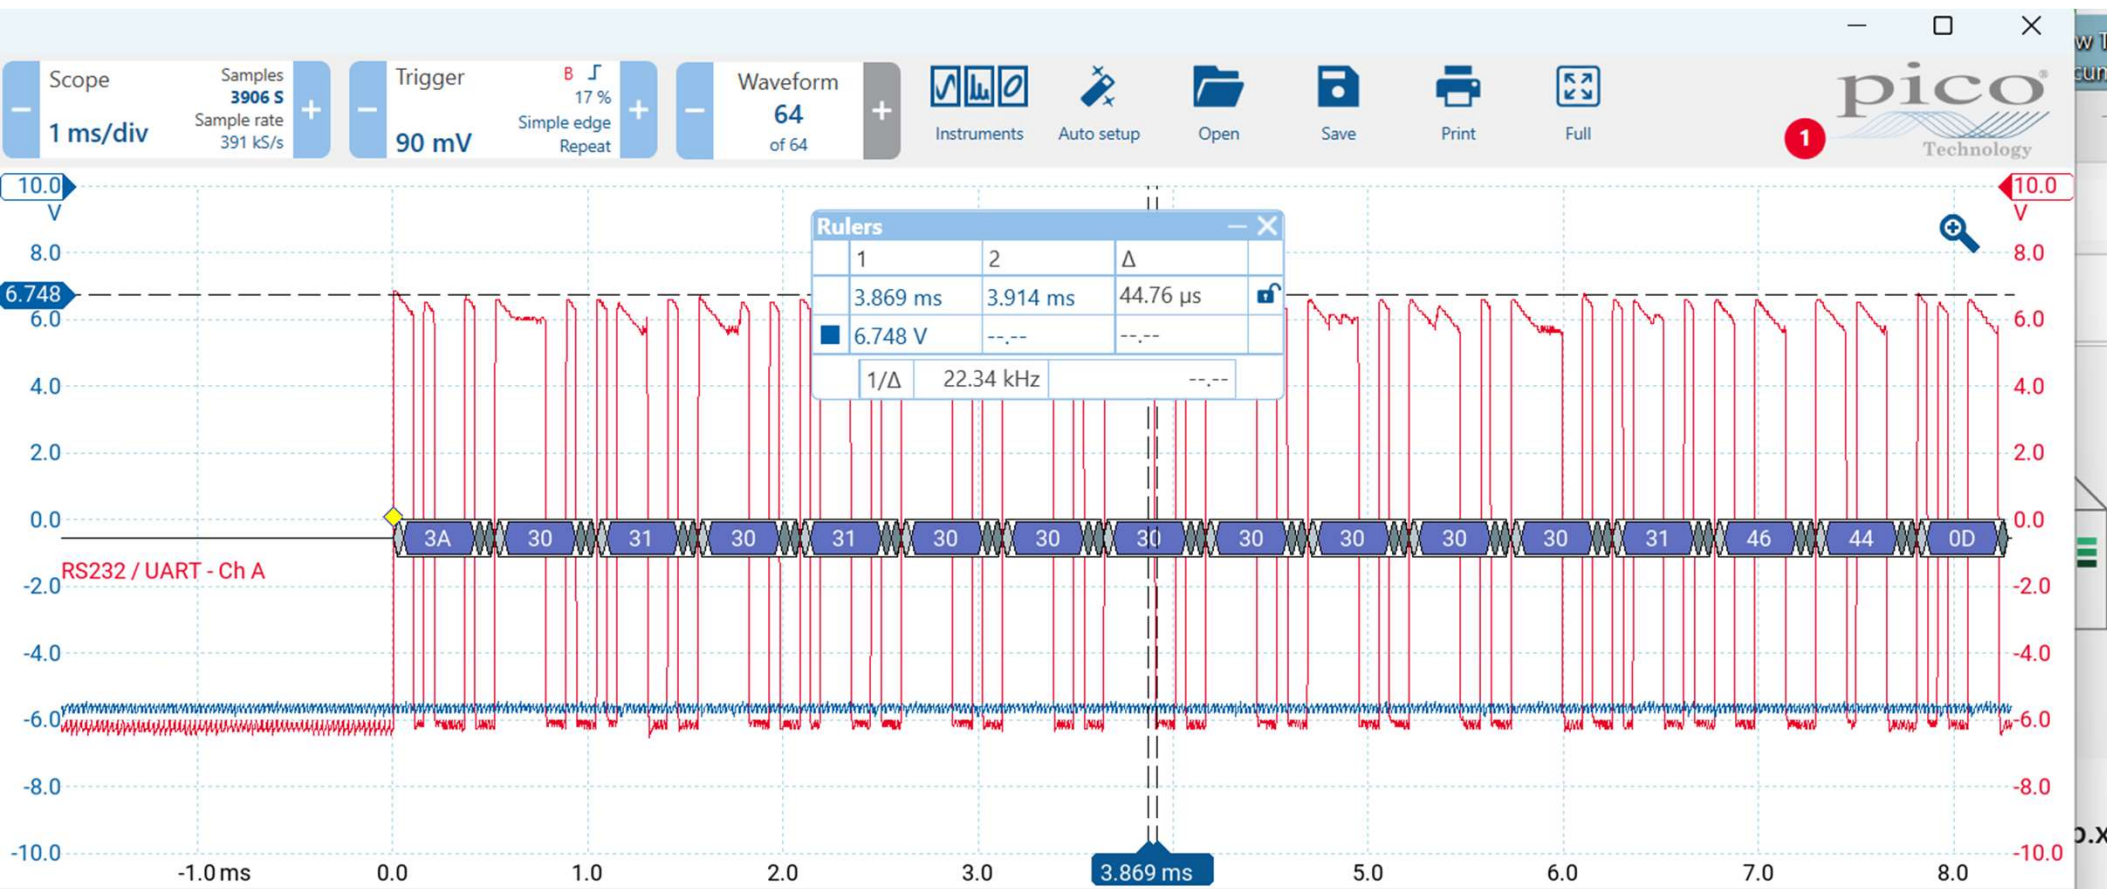 w T
cun
Scope
1 ms/div
Samples
3906 S
Sample rate
391 kS/s
Trigger
90 mV
B
17 %
Simple edge
Repeat
Waveform
64
of 64
Instruments
Auto setup
Open
Save
Print
Full
1
pico
Technology
10.0
V
8.0
6.748
6.0
4.0
2.0
0.0
-2.0
-4.0
-6.0
-8.0
-10.0
Rulers
1 2 Δ
3.869 ms 3.914 ms 44.76 µs
6.748 V --.-- --.--
1/Δ 22.34 kHz --.--
3A 30 31 30 31 30 30 30 30 30 30 30 31 46 44 0D
RS232 / UART - Ch A
10.0
V
8.0
6.0
4.0
2.0
0.0
-2.0
-4.0
-6.0
-8.0
-10.0
-1.0 ms 0.0 1.0 2.0 3.0 3.869 ms 5.0 6.0 7.0 8.0